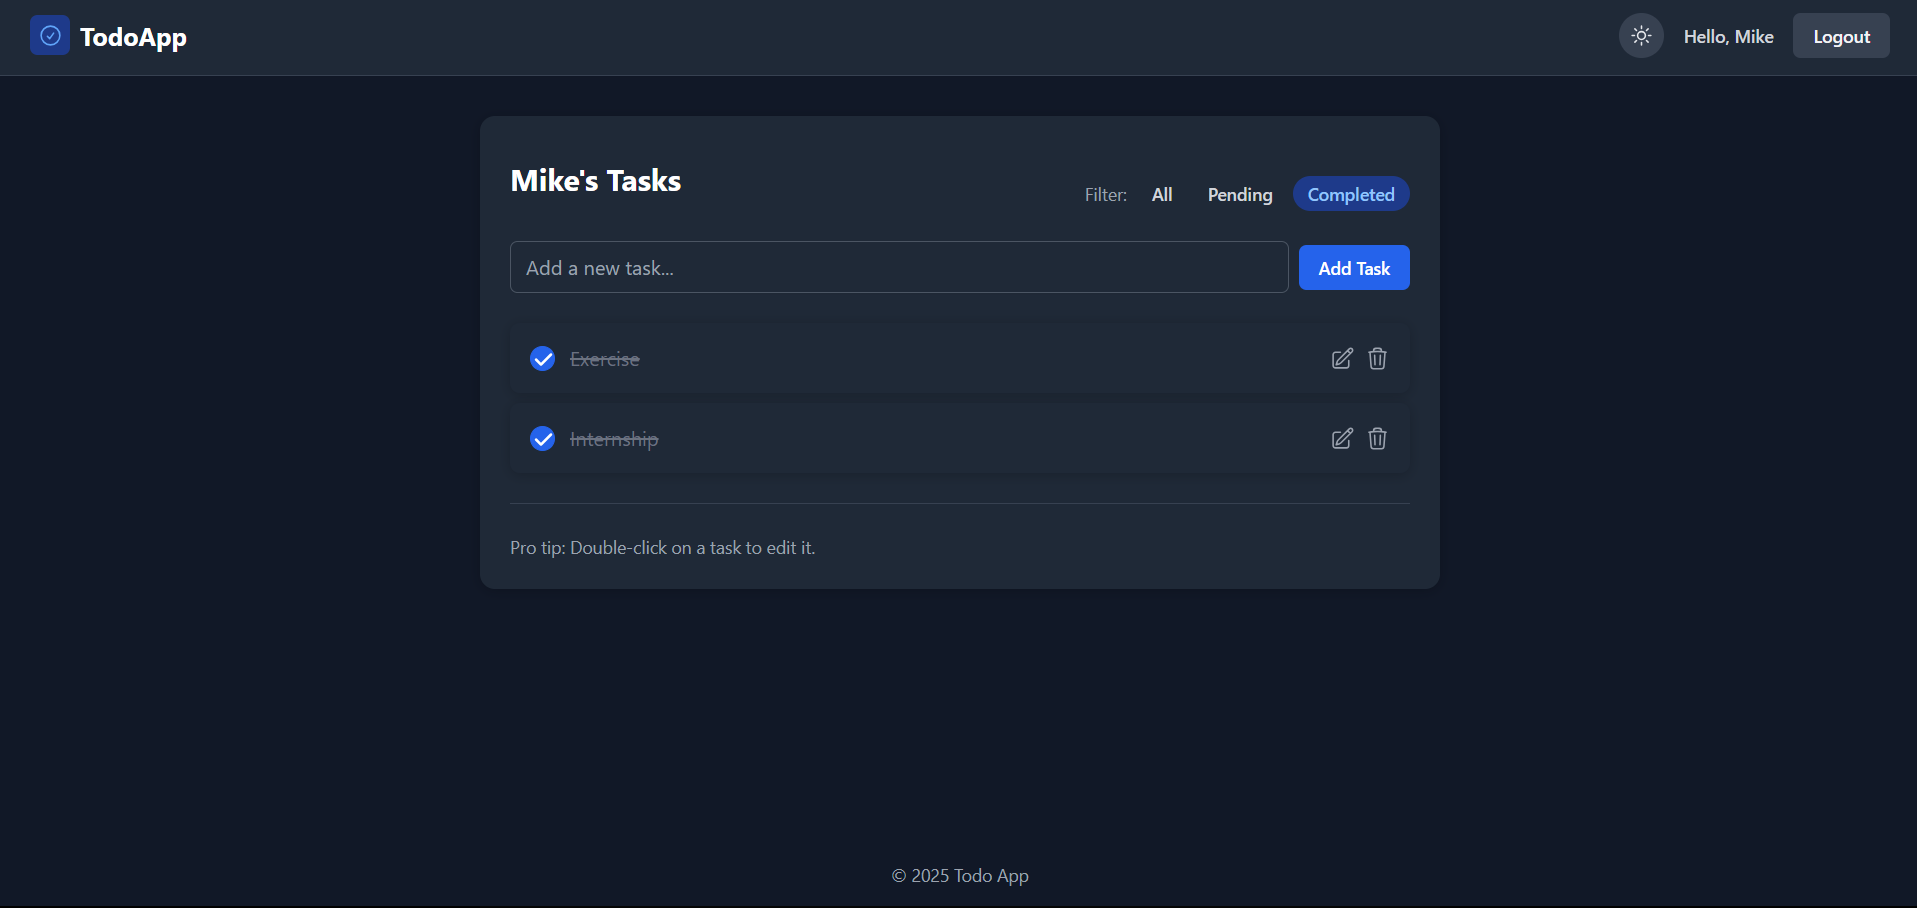 TodoApp
Hello, Mike
Logout
Mike's Tasks
Filter: All Pending Completed
Add a new task...
Add Task
Exercise
Internship
Pro tip: Double-click on a task to edit it.
© 2025 Todo App